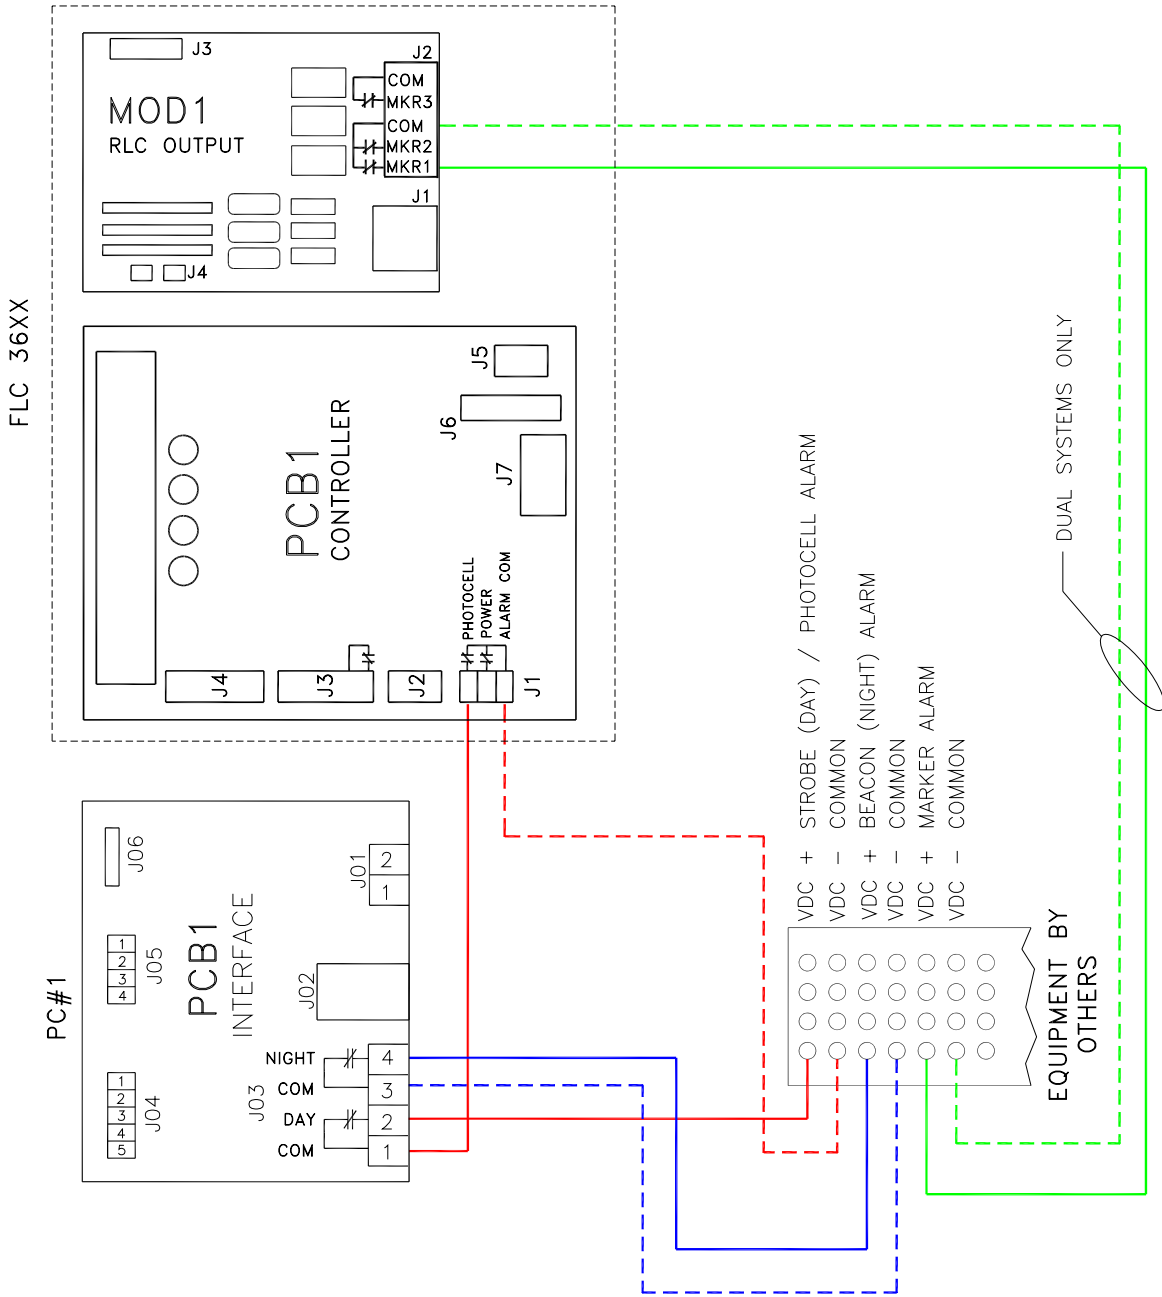 FLC 36XX
J3
MOD1
RLC OUTPUT
J2
COM
MKR3
COM
MKR2
MKR1
J1
J4
PCB1
CONTROLLER
J5
J6
J7
PHOTOCELL
POWER
ALARM COM
J4
J3
J2
J1
PC#1
J06
PCB1
INTERFACE
J01
2
1
1
2
3
4
J05
J02
1
2
3
4
5
J04
J03
NIGHT
4
COM
3
DAY
2
COM
1
VDC + STROBE (DAY) / PHOTOCELL ALARM
VDC - COMMON
VDC + BEACON (NIGHT) ALARM
VDC - COMMON
VDC + MARKER ALARM
VDC - COMMON
DUAL SYSTEMS ONLY
EQUIPMENT BY
OTHERS